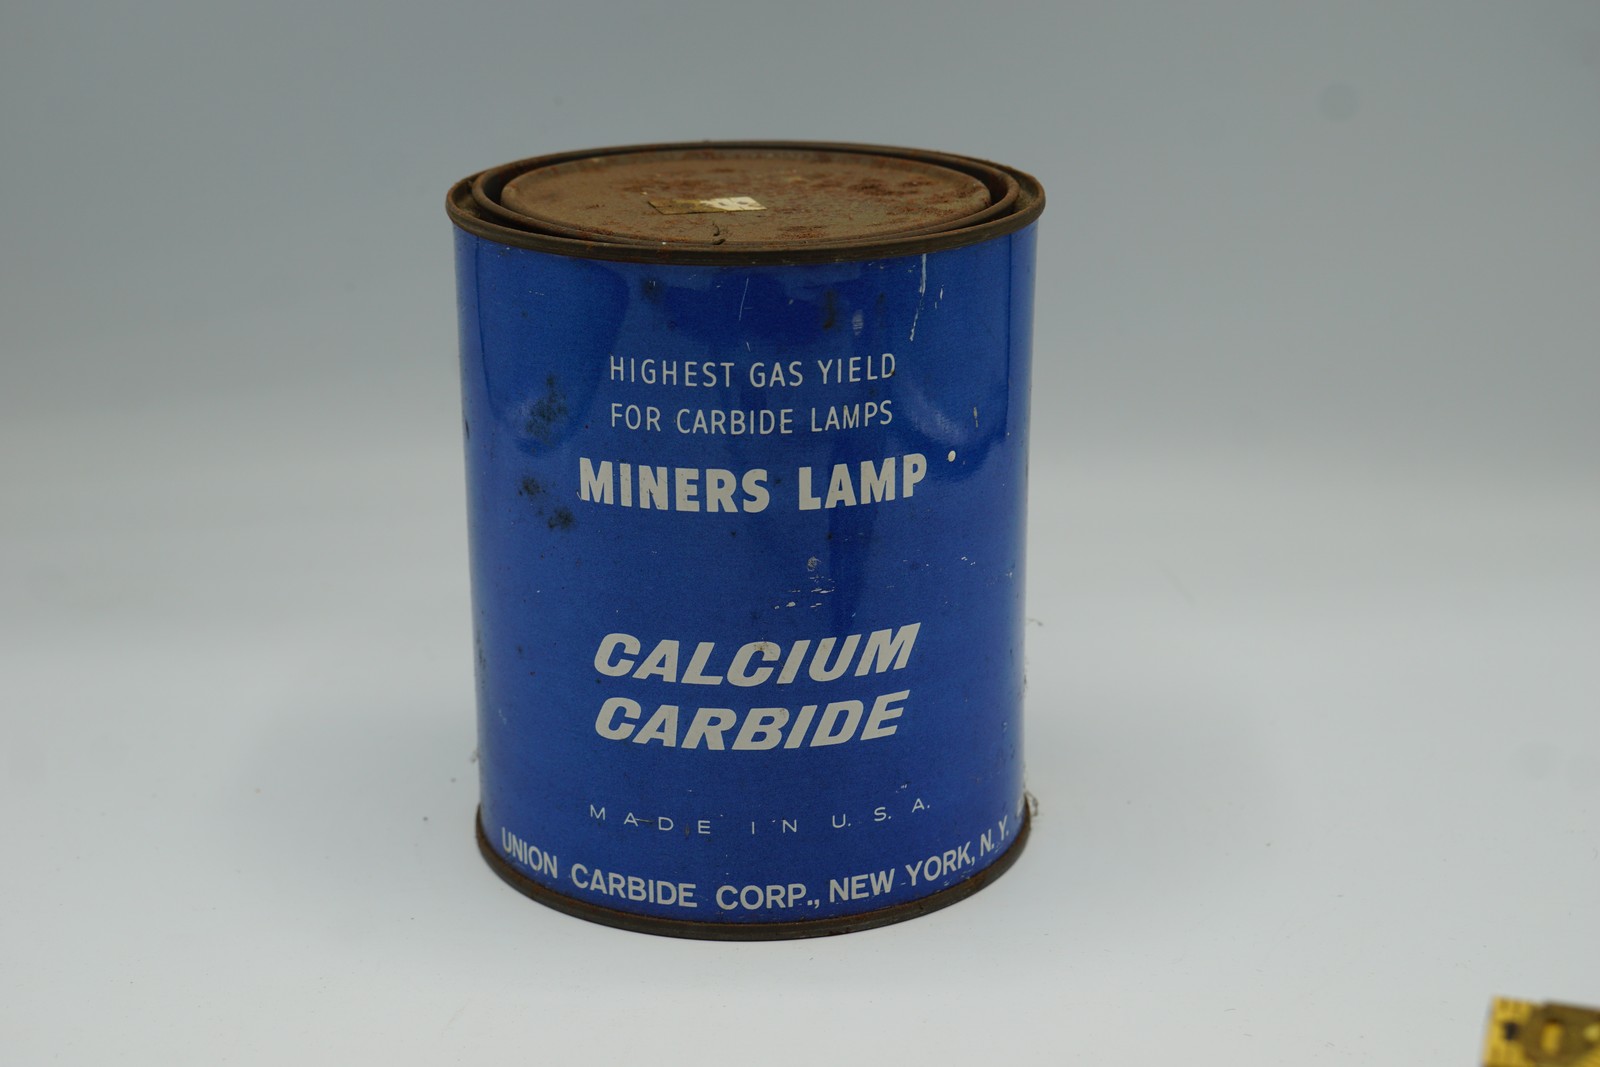 HIGHEST GAS YIELD
FOR CARBIDE LAMPS
MINERS LAMP
CALCIUM
CARBIDE
MADE IN U.S.A.
UNION CARBIDE CORP., NEW YORK, N.Y.